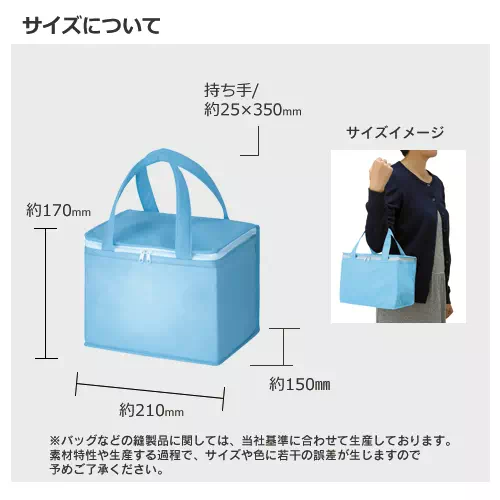 サイズについて
持ち手/
約25×350mm
サイズイメージ
約170mm
約150㎜
約210mm
※バッグなどの縫製品に関しては、当社基準に合わせて生産しております。
素材特性や生産する過程で、サイズや色に若干の誤差が生じますので
予めご了承ください。